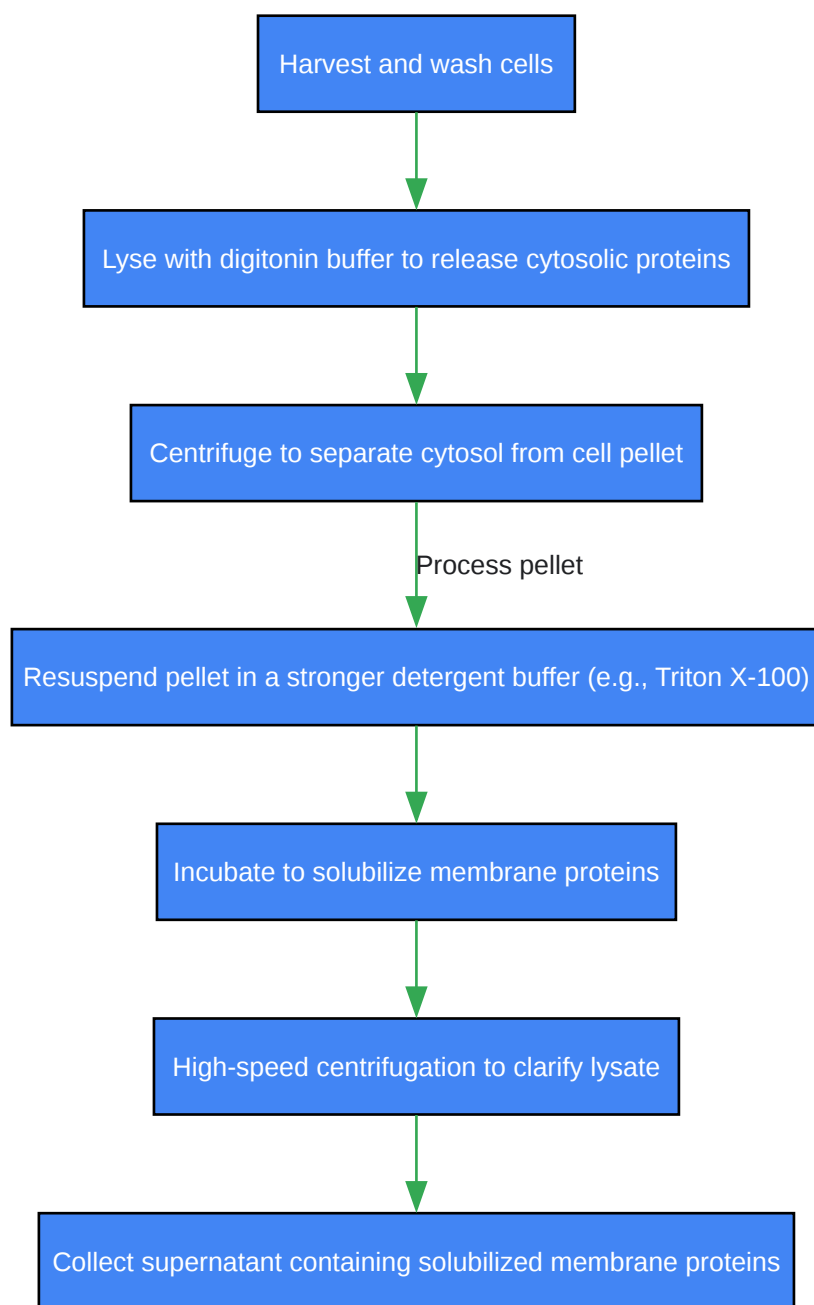 Harvest and wash cells
Lyse with digitonin buffer to release cytosolic proteins
Centrifuge to separate cytosol from cell pellet
Process pellet
Resuspend pellet in a stronger detergent buffer (e.g., Triton X-100)
Incubate to solubilize membrane proteins
High-speed centrifugation to clarify lysate
Collect supernatant containing solubilized membrane proteins